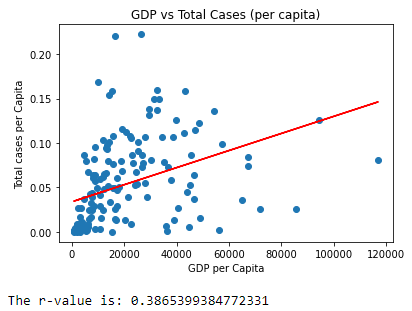 GDP vs Total Cases (per capita)
Total cases per Capita
0.20
0.15
0.10
0.05
0.00
0 20000 40000 60000 80000 100000 120000
GDP per Capita
The r-value is: 0.3865399384772331